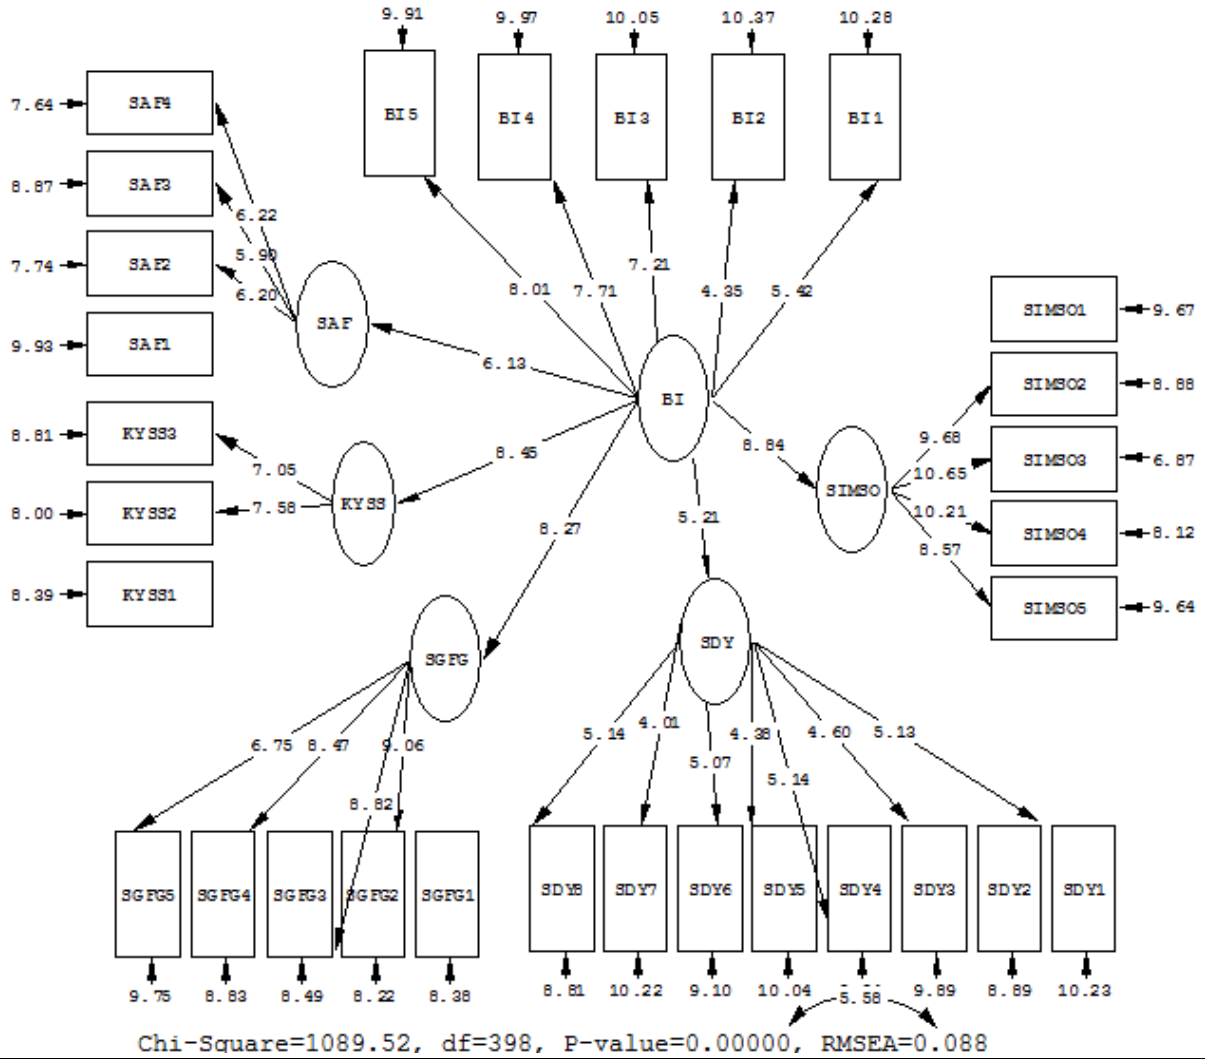 9.91 9.97 10.05 10.37 10.28
BI5 BI4 BI3 BI2 BI1
7.64 SAF4
8.87 SAF3
7.74 SAF2
9.93 SAF1
6.22
5.90
6.20
SAF
8.01 7.71 7.21 4.35 5.42
6.13
BI
SIMSO1 9.67
SIMSO2 8.88
SIMSO3 6.87
SIMSO4 8.12
SIMSO5 9.64
8.84
SIMSO
9.68
10.65
10.21
8.57
8.81 KYSS3
8.00 KYSS2
8.39 KYSS1
7.05
7.58
KYSS
8.45
8.27
5.21
SGFG
SDY
6.75 8.47 9.06
8.82
5.14 4.01 5.07 4.38 5.14 4.60 5.13
SGFG5 SGFG4 SGFG3 SGFG2 SGFG1
SDY8 SDY7 SDY6 SDY5 SDY4 SDY3 SDY2 SDY1
9.75 8.83 8.49 8.22 8.38
8.81 10.22 9.10 10.04 9.89 8.89 10.23
5.58
Chi-Square=1089.52, df=398, P-value=0.00000, RMSEA=0.088